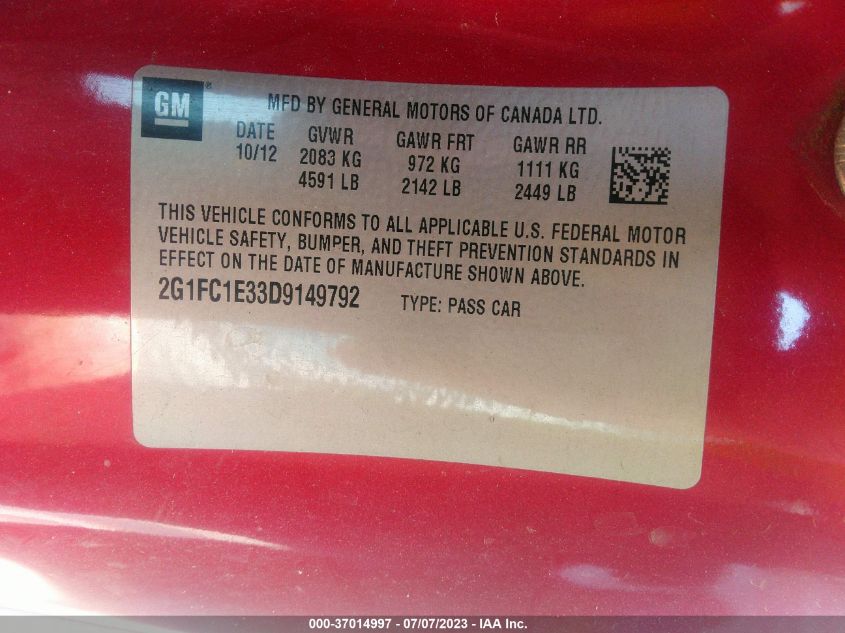 GM ®
MFD BY GENERAL MOTORS OF CANADA LTD.
DATE GVWR GAWR FRT GAWR RR
10/12 2083 KG 972 KG 1111 KG
4591 LB 2142 LB 2449 LB
THIS VEHICLE CONFORMS TO ALL APPLICABLE U.S. FEDERAL MOTOR
VEHICLE SAFETY, BUMPER, AND THEFT PREVENTION STANDARDS IN
EFFECT ON THE DATE OF MANUFACTURE SHOWN ABOVE.
2G1FC1E33D9149792 TYPE: PASS CAR
000-37014997 - 07/07/2023 - IAA Inc.